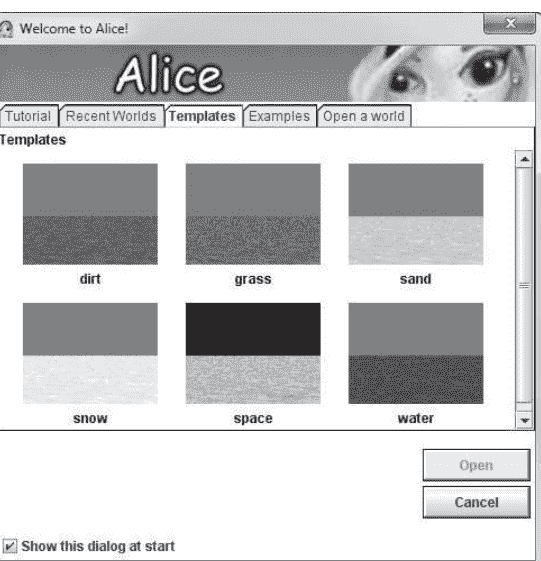 Welcome to Alice!
Alice
Tutorial Recent Worlds Templates Examples Open a world
Templates
dirt grass sand
snow space water
Open
Cancel
Show this dialog at start